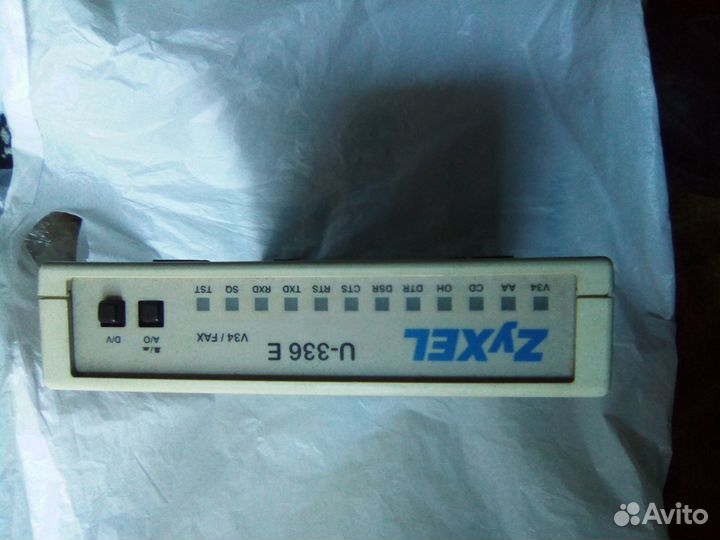 ZyXEL
U-336 E
V34 / FAX
A/O
D/V
V34 AA CD OH DTR DSR CTS RTS TXD RXD SQ TST
Avito